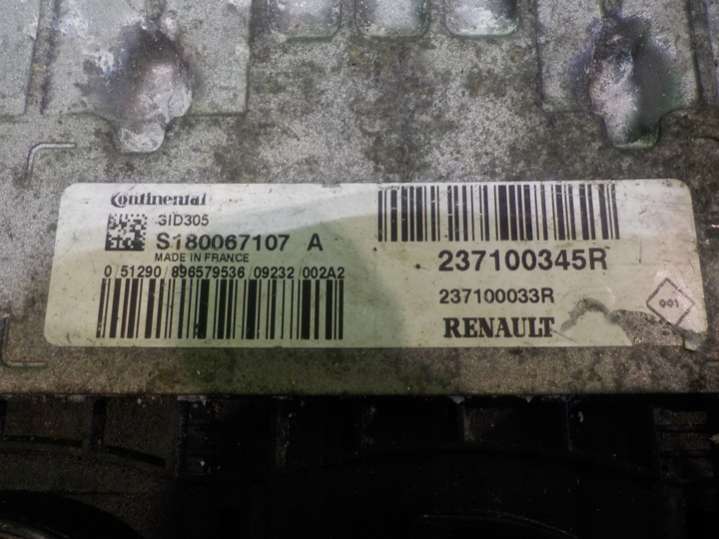 Continental
SID305
S180067107 A
MADE IN FRANCE
0 51290 896579536 09232 002A2
237100345R
237100033R
RENAULT
001